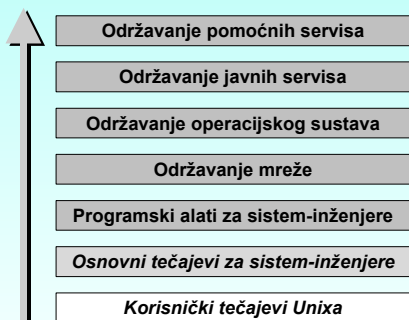 Održavanje pomoćnih servisa
Održavanje javnih servisa
Održavanje operacijskog sustava
Održavanje mreže
Programski alati za sistem-inženjere
Osnovni tečajevi za sistem-inženjere
Korisnički tečajevi Unixa